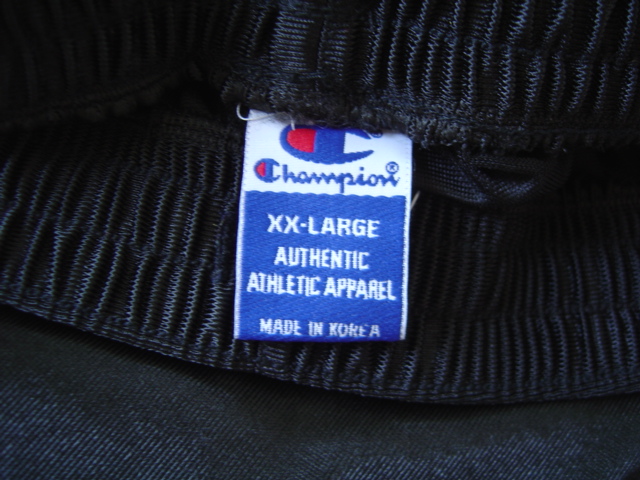 Champion®
XX-LARGE
AUTHENTIC
ATHLETIC APPAREL
MADE IN KOREA